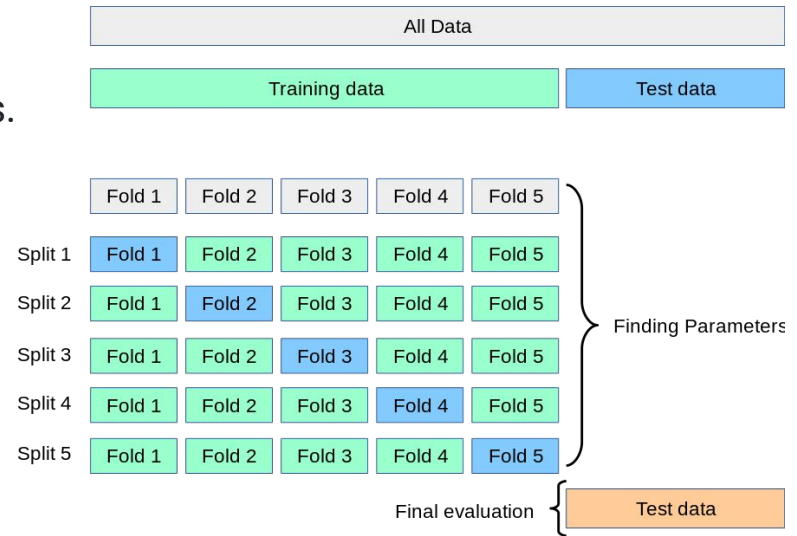 All Data
Training data Test data
s.
Fold 1 Fold 2 Fold 3 Fold 4 Fold 5
Split 1 Fold 1 Fold 2 Fold 3 Fold 4 Fold 5
Split 2 Fold 1 Fold 2 Fold 3 Fold 4 Fold 5
Finding Parameters
Split 3 Fold 1 Fold 2 Fold 3 Fold 4 Fold 5
Split 4 Fold 1 Fold 2 Fold 3 Fold 4 Fold 5
Split 5 Fold 1 Fold 2 Fold 3 Fold 4 Fold 5
Final evaluation Test data